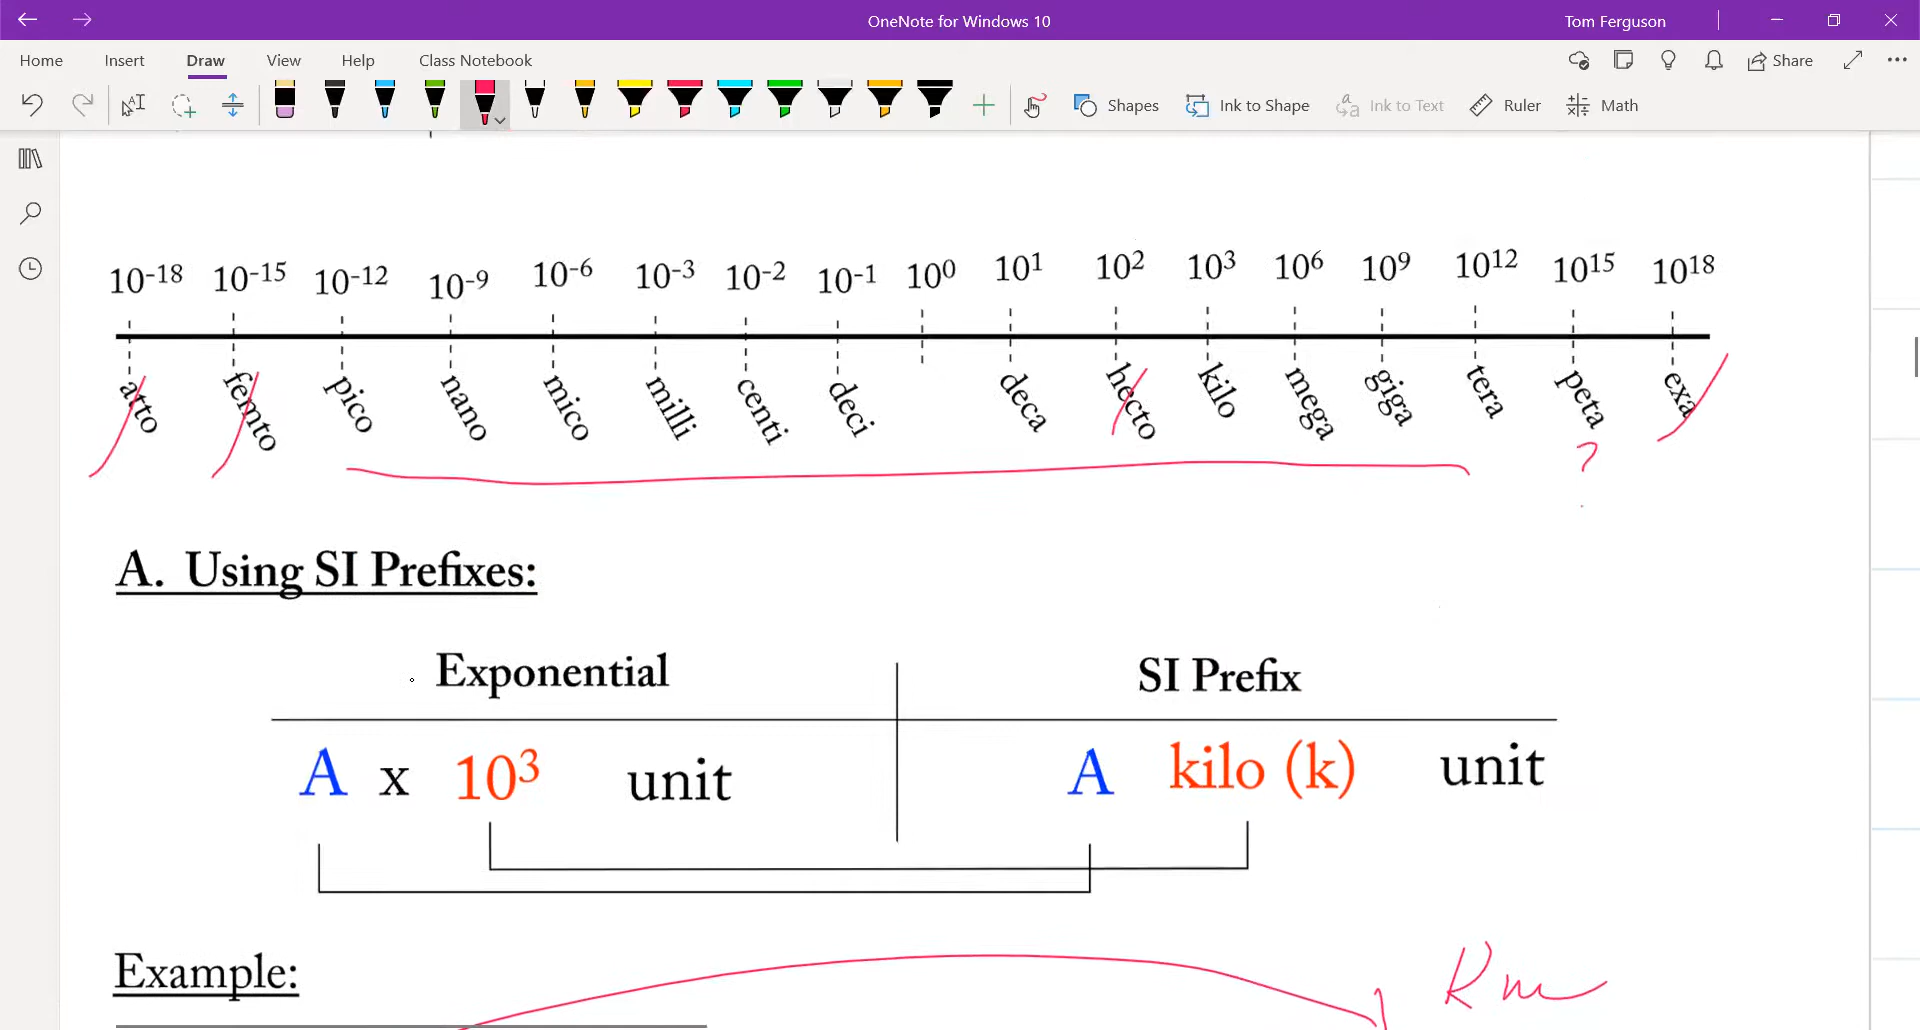 OneNote for Windows 10
Tom Ferguson
Home Insert Draw View Help Class Notebook
Share
Shapes Ink to Shape Ink to Text Ruler Math
10⁻¹⁸ 10⁻¹⁵ 10⁻¹² 10⁻⁹ 10⁻⁶ 10⁻³ 10⁻² 10⁻¹ 10⁰ 10¹ 10² 10³ 10⁶ 10⁹ 10¹² 10¹⁵ 10¹⁸
atto femto pico nano mico milli centi deci deca hecto kilo mega giga tera peta exa
?
A. Using SI Prefixes:
Exponential SI Prefix
A x 10³ unit A kilo (k) unit
Example:
Km